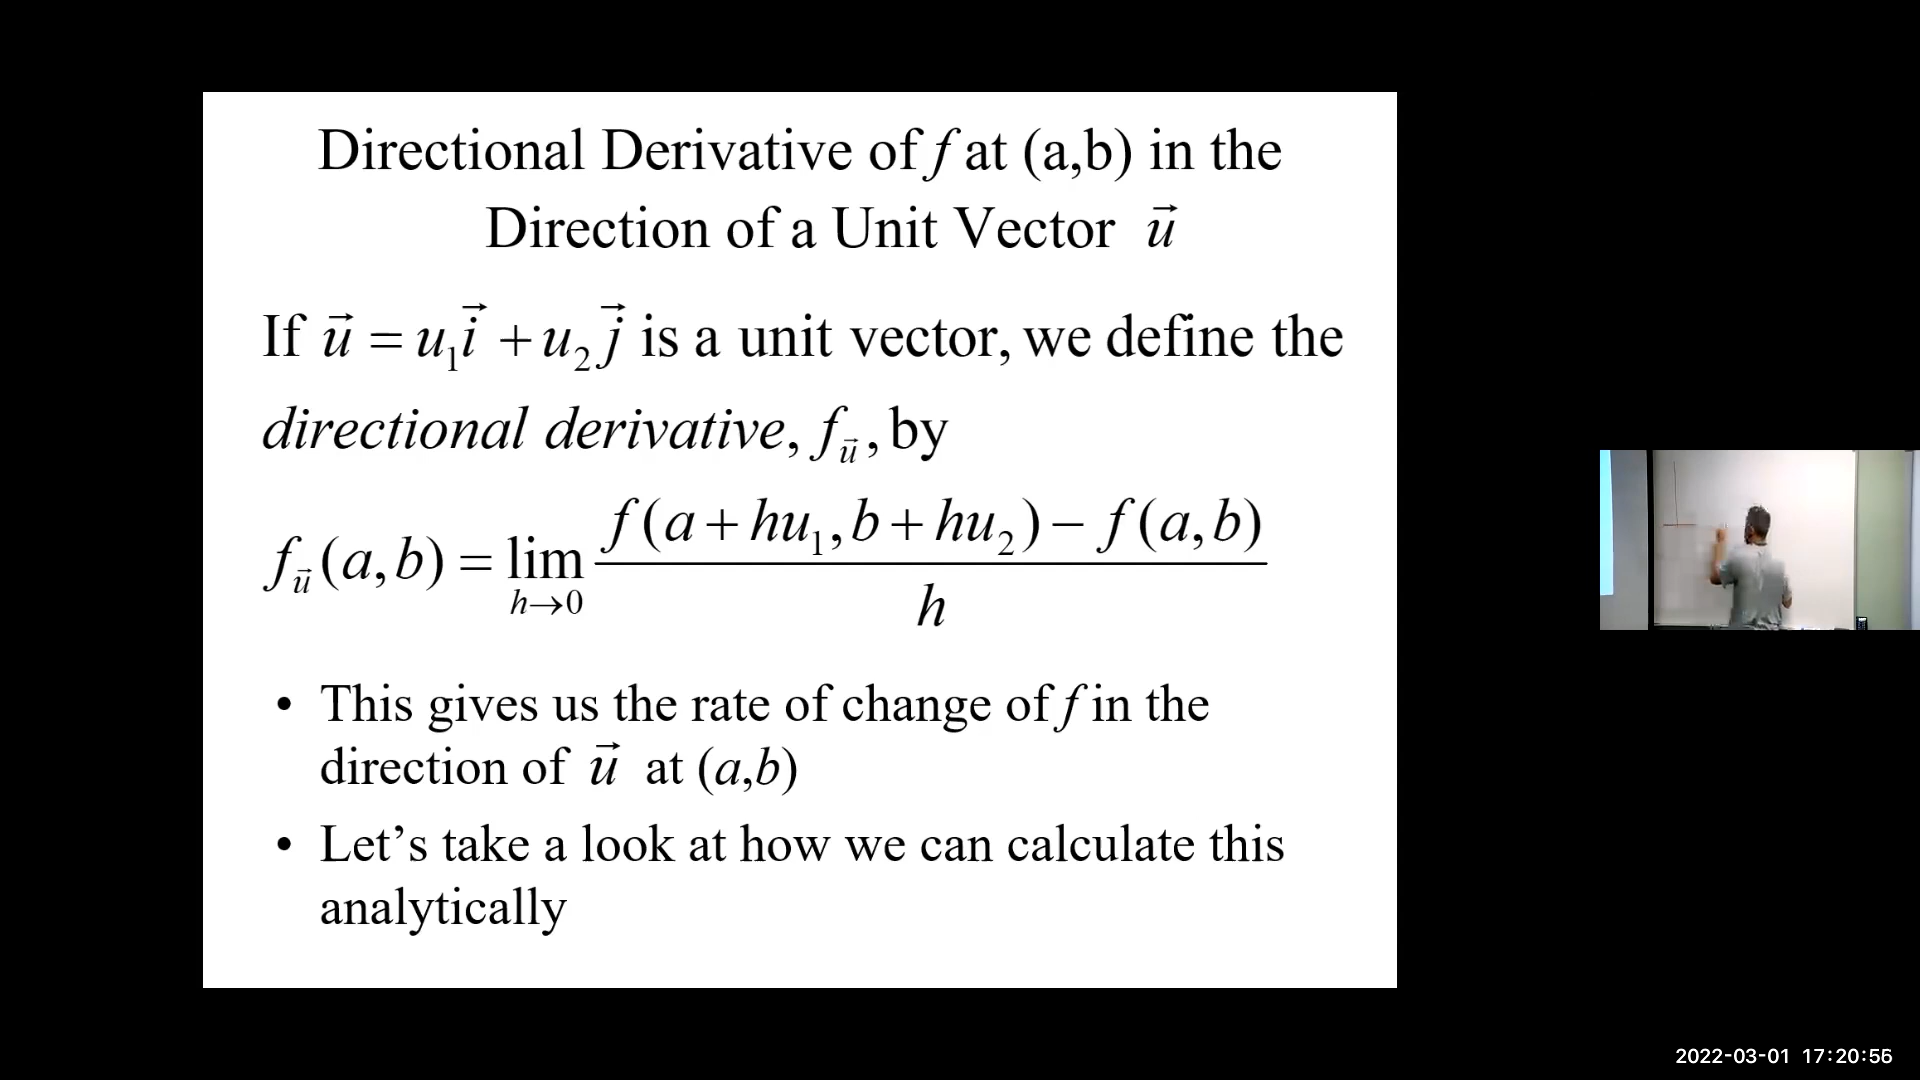 Directional Derivative of f at (a,b) in the
Direction of a Unit Vector u⃗
If u⃗ = u₁i⃗ + u₂j⃗ is a unit vector, we define the
directional derivative, f_u⃗, by
f_u⃗(a,b) = lim_{h→0} (f(a+hu₁,b+hu₂) − f(a,b)) / h
• This gives us the rate of change of f in the
direction of u⃗ at (a,b)
• Let’s take a look at how we can calculate this
analytically
2022-03-01 17:20:56